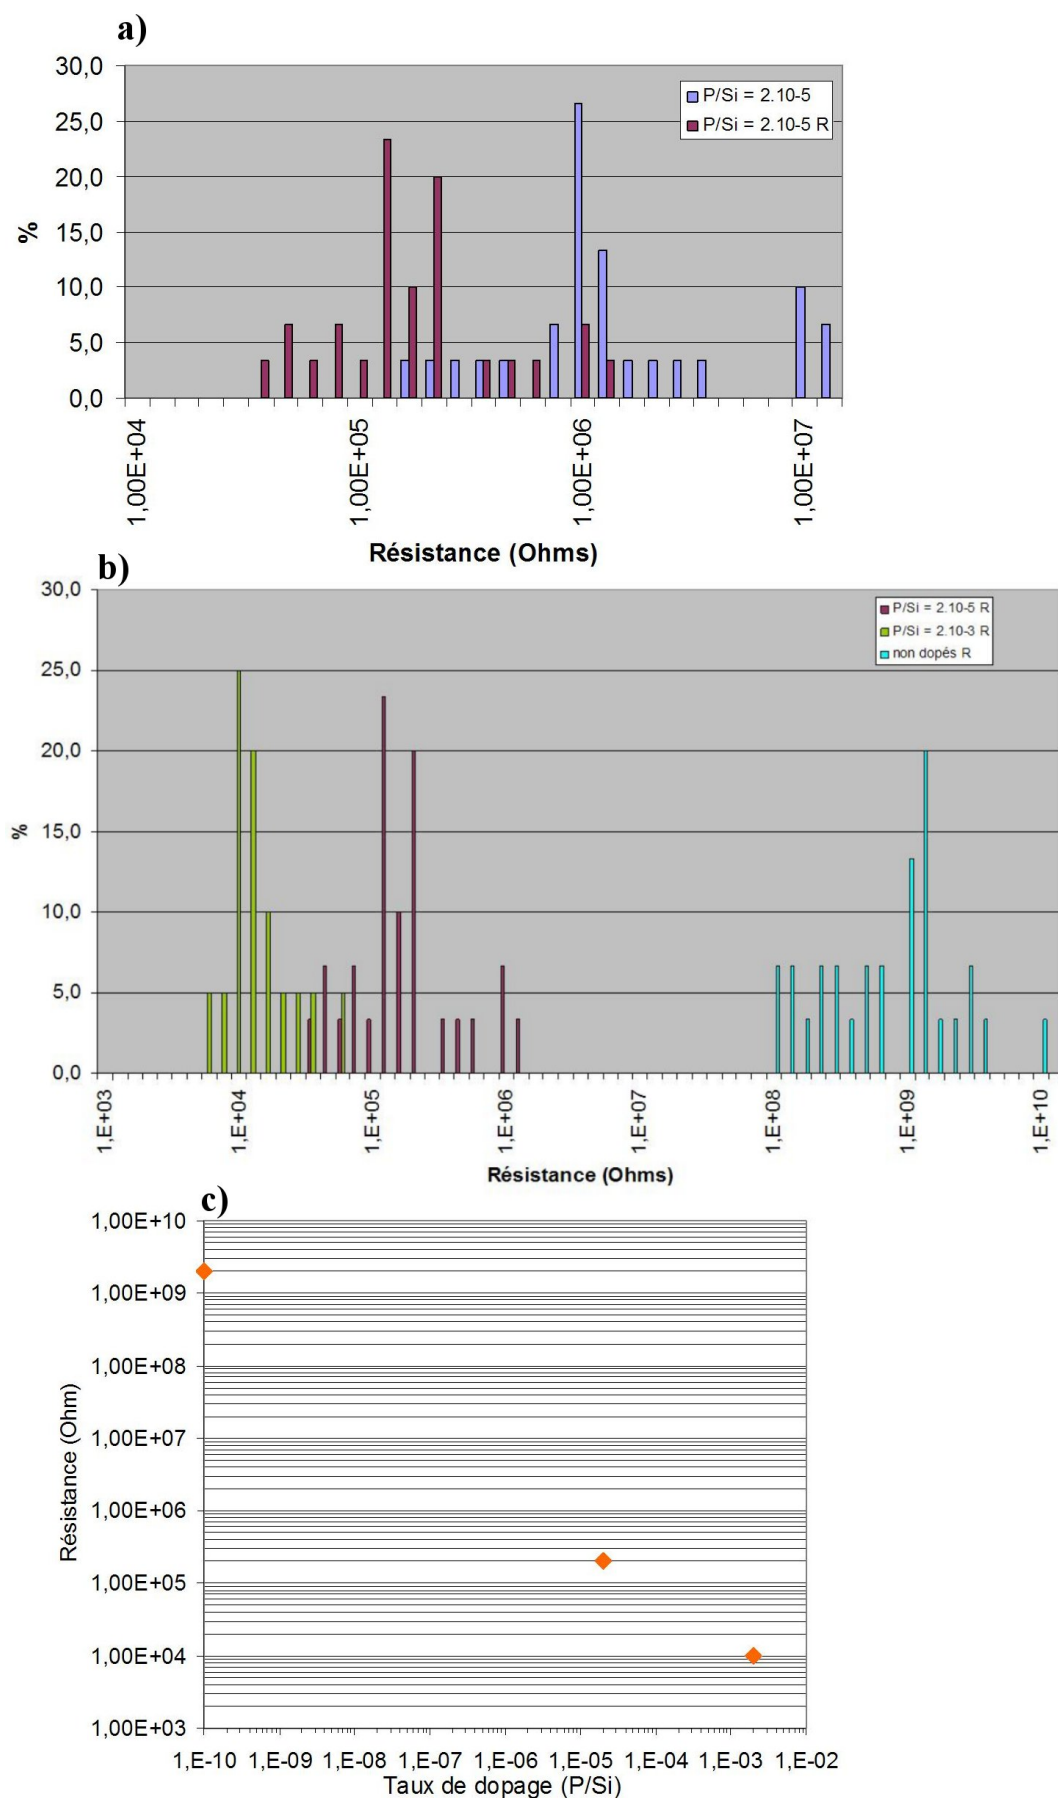 a)
30,0
25,0
20,0
15,0
10,0
5,0
0,0
%
P/Si = 2.10-5
P/Si = 2.10-5 R
1,00E+04
1,00E+05
1,00E+06
1,00E+07
Résistance (Ohms)
b)
30,0
25,0
20,0
15,0
10,0
5,0
0,0
%
P/Si = 2.10-5 R
P/Si = 2.10-3 R
non dopés R
1,E+03
1,E+04
1,E+05
1,E+06
1,E+07
1,E+08
1,E+09
1,E+10
Résistance (Ohms)
c)
1,00E+10
1,00E+09
1,00E+08
1,00E+07
1,00E+06
1,00E+05
1,00E+04
1,00E+03
Résistance (Ohm)
1,E-10 1,E-09 1,E-08 1,E-07 1,E-06 1,E-05 1,E-04 1,E-03 1,E-02
Taux de dopage (P/Si)